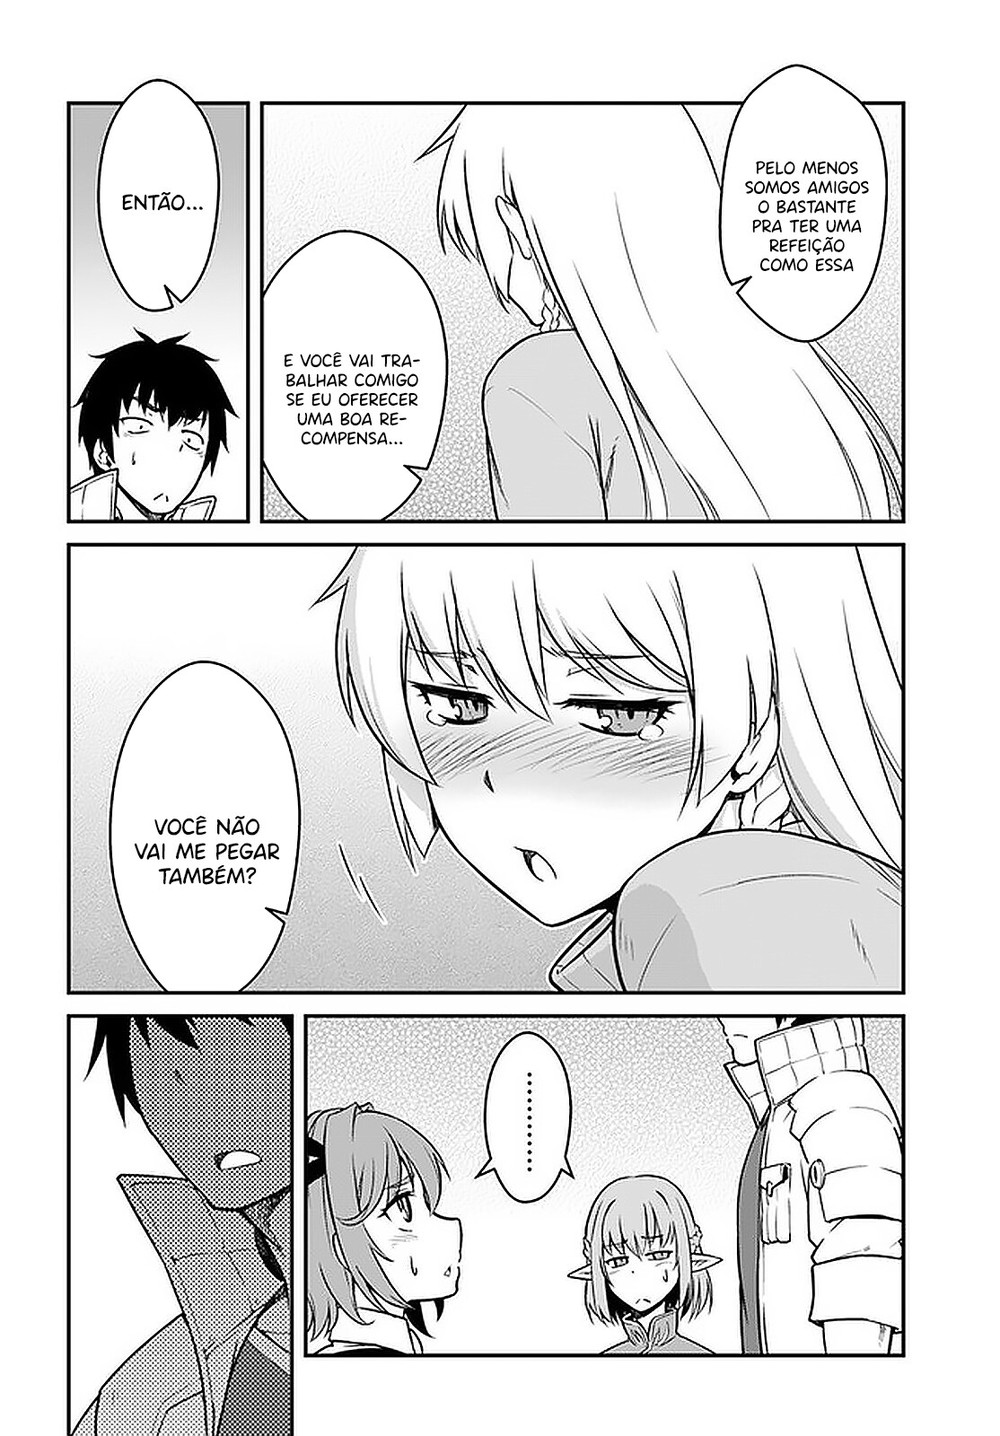 PELO MENOS
SOMOS AMIGOS
O BASTANTE
PRA TER UMA
REFEIÇÃO
COMO ESSA
E VOCÊ VAI TRA-
BALHAR COMIGO
SE EU OFERECER
UMA BOA RE-
COMPENSA...
ENTÃO...
VOCÊ NÃO
VAI ME PEGAR
TAMBÉM?
............